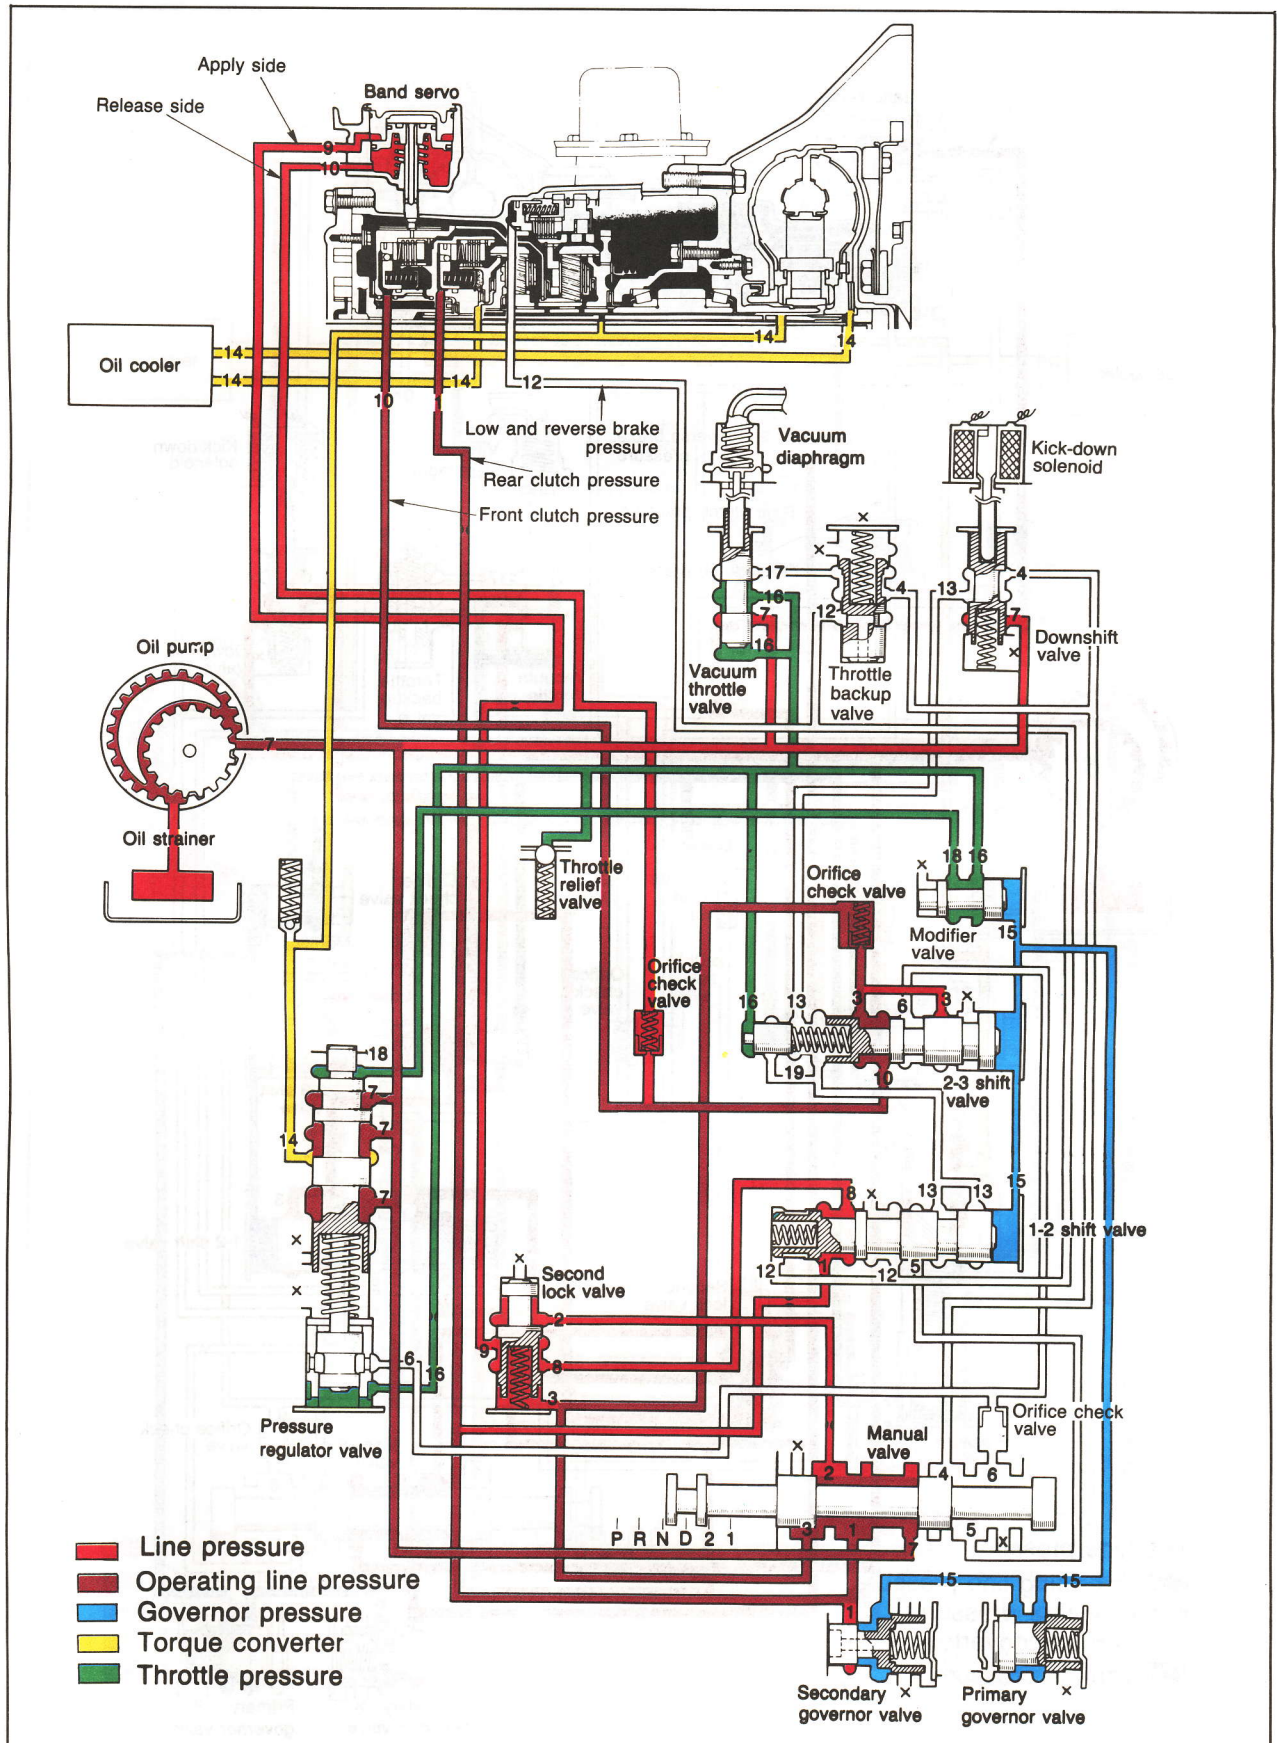 Apply side
Release side
Band servo
9
10
Oil cooler
14
14
14
14
14
12
10
1
Low and reverse brake
pressure
Rear clutch pressure
Front clutch pressure
Vacuum
diaphragm
Kick-down
solenoid
17
16
7
16
4
12
13
4
7
Downshift
valve
Vacuum
throttle
valve
Throttle
backup
valve
Oil pump
7
Oil strainer
Throttle
relief
valve
Orifice
check valve
18
16
Modifier
valve
15
Orifice
check
valve
16
13
3
6
3
19
10
2-3 shift
valve
18
7
7
14
7
15
8
13
13
1-2 shift valve
12
1
12
5
Second
lock valve
2
9
8
3
6
16
Pressure
regulator valve
Orifice check
valve
Manual
valve
2
4
6
P R N D 2 1
3
1
7
5
Line pressure
Operating line pressure
Governor pressure
Torque converter
Throttle pressure
15
15
1
Secondary
governor valve
Primary
governor valve